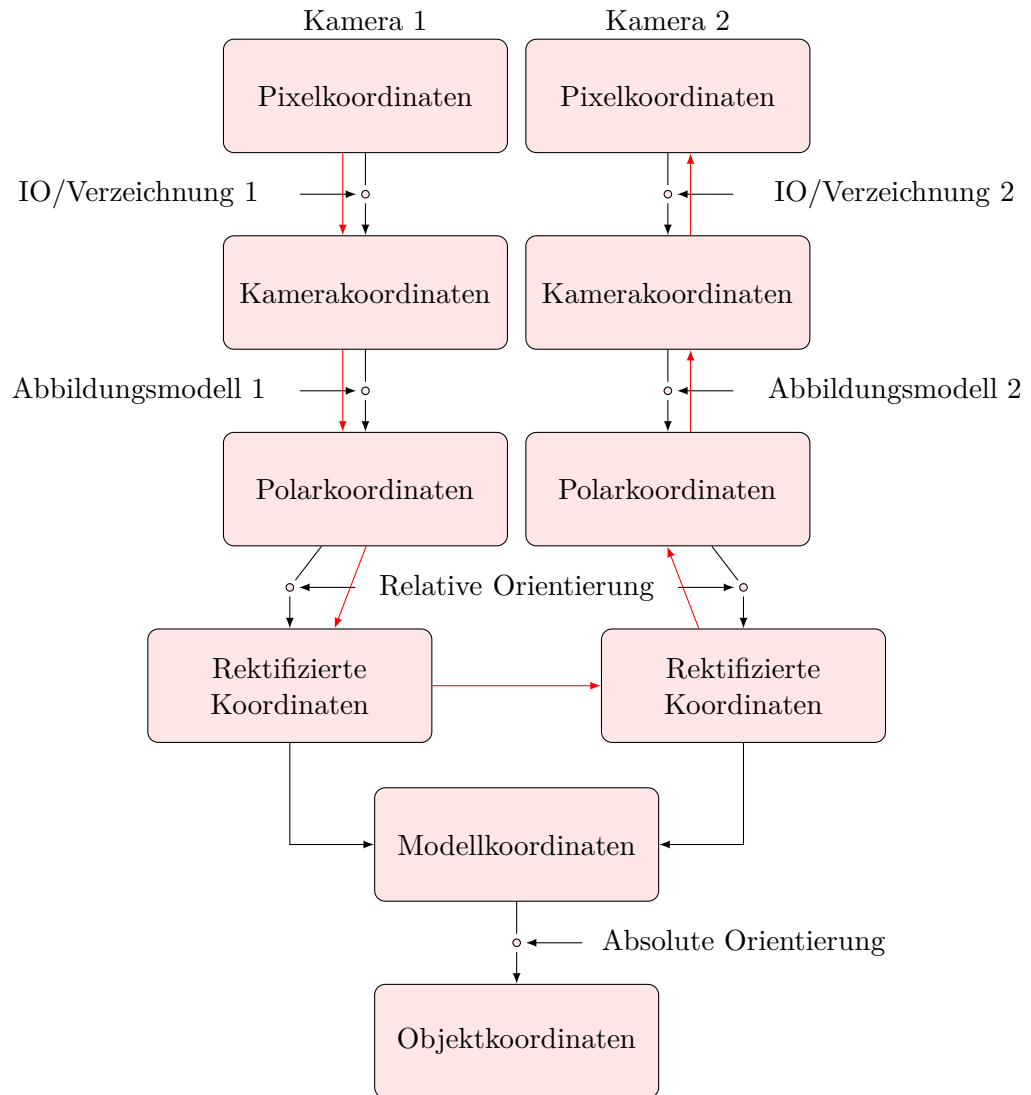 Kamera 1
Kamera 2
Pixelkoordinaten
Pixelkoordinaten
IO/Verzeichnung 1
IO/Verzeichnung 2
Kamerakoordinaten
Kamerakoordinaten
Abbildungsmodell 1
Abbildungsmodell 2
Polarkoordinaten
Polarkoordinaten
Relative Orientierung
Rektifizierte
Koordinaten
Rektifizierte
Koordinaten
Modellkoordinaten
Absolute Orientierung
Objektkoordinaten